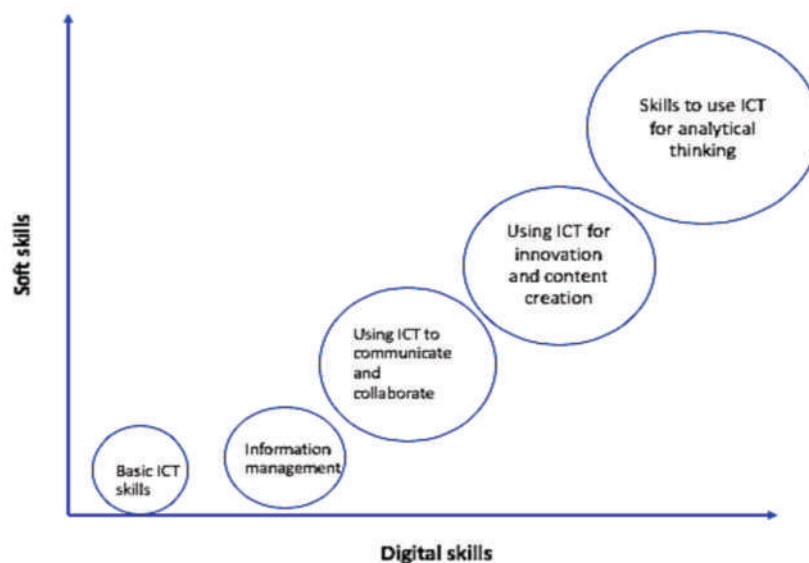 Skills to use ICT
for analytical
thinking
Using ICT for
innovation
and content
creation
Using ICT to
communicate
and
collaborate
Information
management
Basic ICT
skills
Soft skills
Digital skills